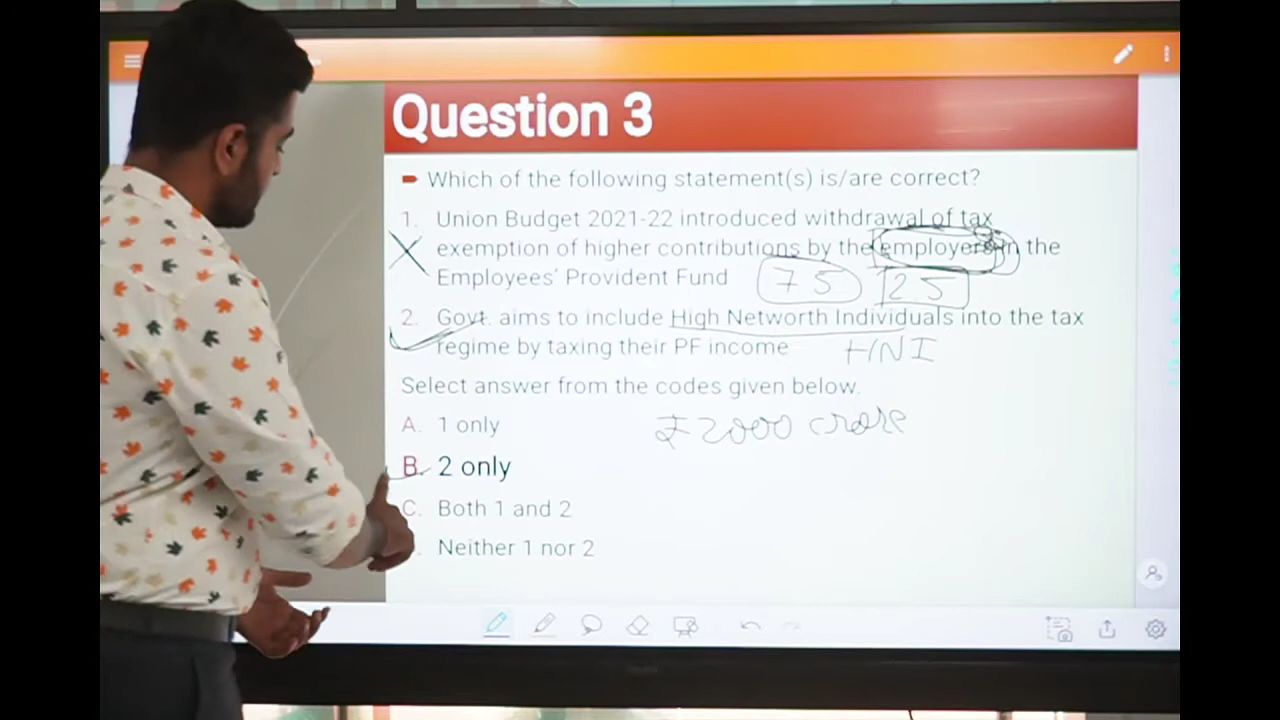 Question 3
Which of the following statement(s) is/are correct?
1. Union Budget 2021-22 introduced withdrawal of tax
exemption of higher contributions by the employers in the
Employees' Provident Fund
75 25
2. Govt. aims to include High Networth Individuals into the tax
regime by taxing their PF income HNI
Select answer from the codes given below.
A. 1 only
₹2000 crore
B. 2 only
C. Both 1 and 2
Neither 1 nor 2